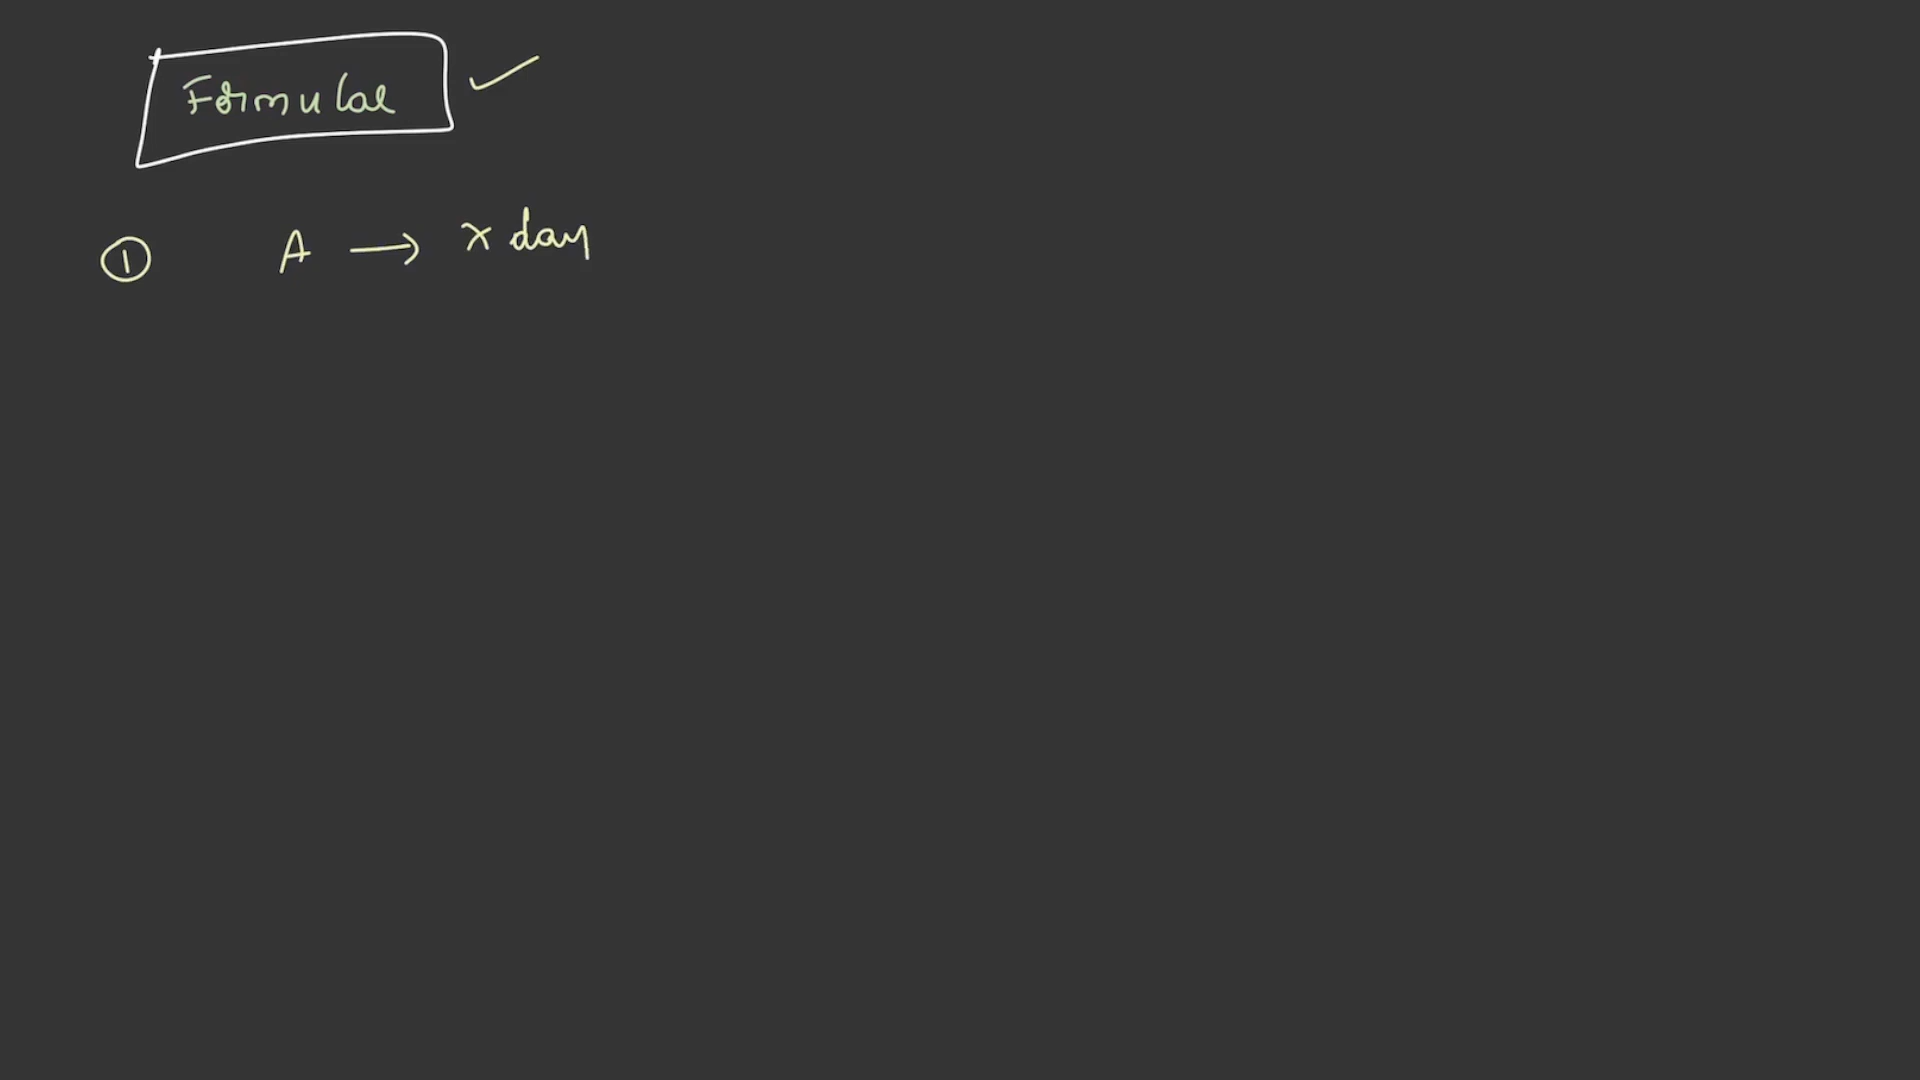 Formulae
① A → x day